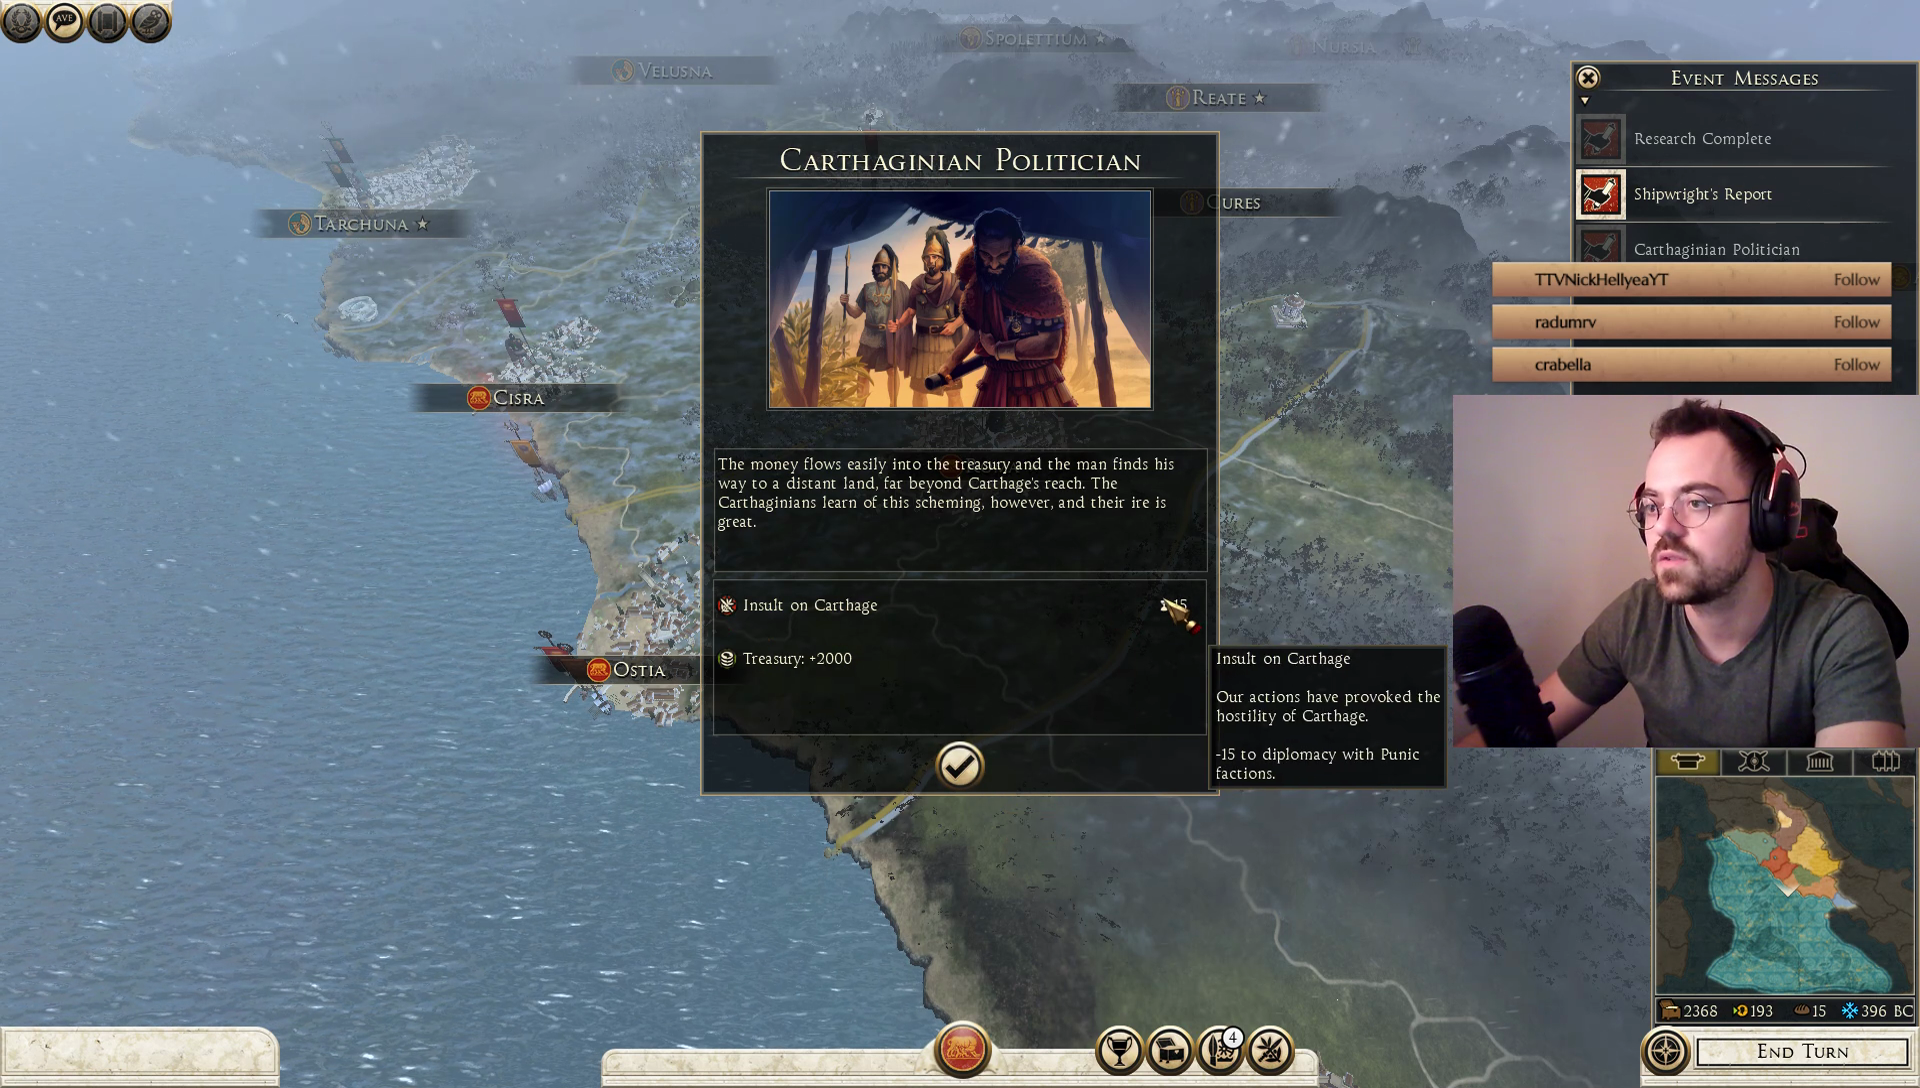 AVE
SPOLETTIUM
NURSIA
VELUSNA
REATE
TARCHUNA
CURES
CISRA
OSTIA
CARTHAGINIAN POLITICIAN
The money flows easily into the treasury and the man finds his
way to a distant land, far beyond Carthage's reach. The
Carthaginians learn of this scheming, however, and their ire is
great.
Insult on Carthage
Treasury: +2000
Insult on Carthage
Our actions have provoked the
hostility of Carthage.
-15 to diplomacy with Punic
factions.
EVENT MESSAGES
Research Complete
Shipwright's Report
Carthaginian Politician
TTVNickHellyeaYT Follow
radumrv Follow
crabella Follow
2368 193 15 396 BC
4
END TURN